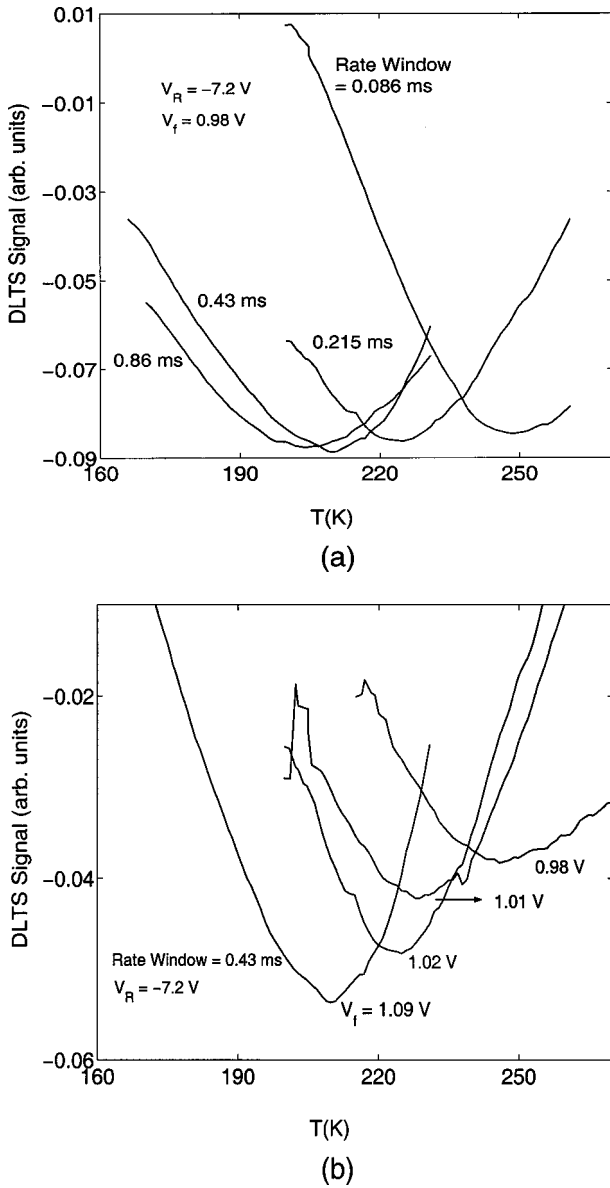 0.01
Rate Window
= 0.086 ms
V_R = −7.2 V
V_f = 0.98 V
−0.01
−0.03
−0.05
−0.07
−0.09
DLTS Signal (arb. units)
0.43 ms
0.215 ms
0.86 ms
160 190 220 250
T(K)
(a)
−0.02
−0.04
−0.06
DLTS Signal (arb. units)
0.98 V
1.01 V
1.02 V
Rate Window = 0.43 ms
V_R = −7.2 V
V_f = 1.09 V
160 190 220 250
T(K)
(b)